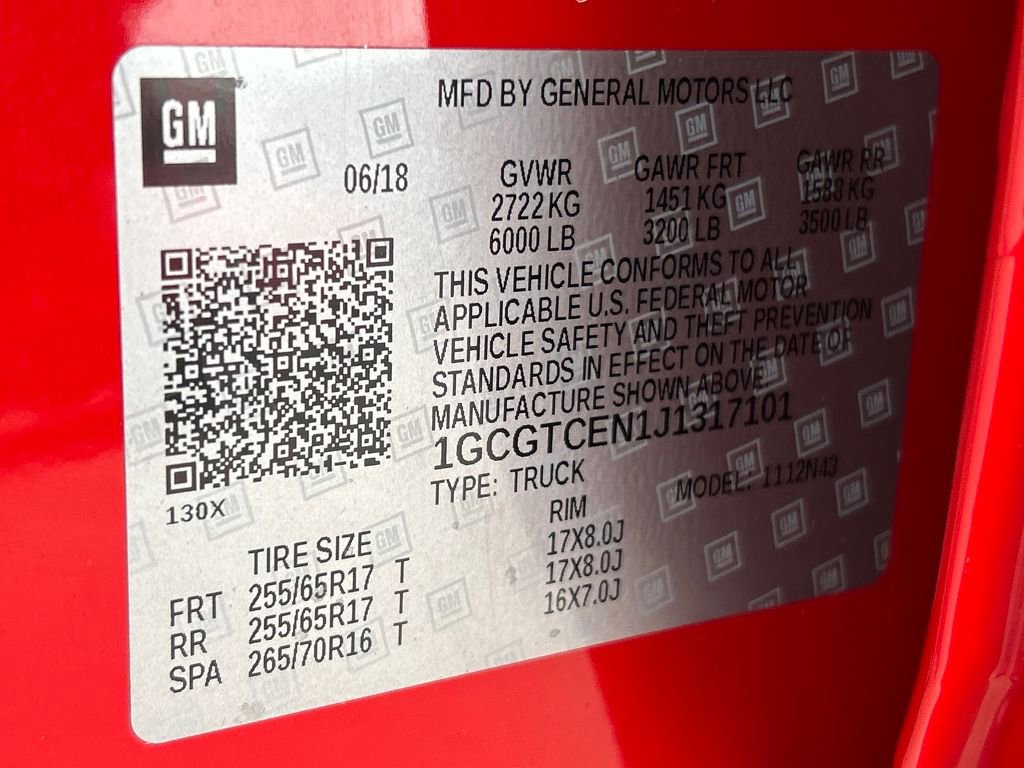 GM
MFD BY GENERAL MOTORS LLC
06/18
GVWR GAWR FRT GAWR RR
2722 KG 1451 KG 1588 KG
6000 LB 3200 LB 3500 LB
THIS VEHICLE CONFORMS TO ALL
APPLICABLE U.S. FEDERAL MOTOR
VEHICLE SAFETY AND THEFT PREVENTION
STANDARDS IN EFFECT ON THE DATE OF
MANUFACTURE SHOWN ABOVE.
1GCGTCEN1J1317101
TYPE: TRUCK MODEL: 1112N43
130X
TIRE SIZE RIM
FRT 255/65R17 T 17X8.0J
RR 255/65R17 T 17X8.0J
SPA 265/70R16 T 16X7.0J